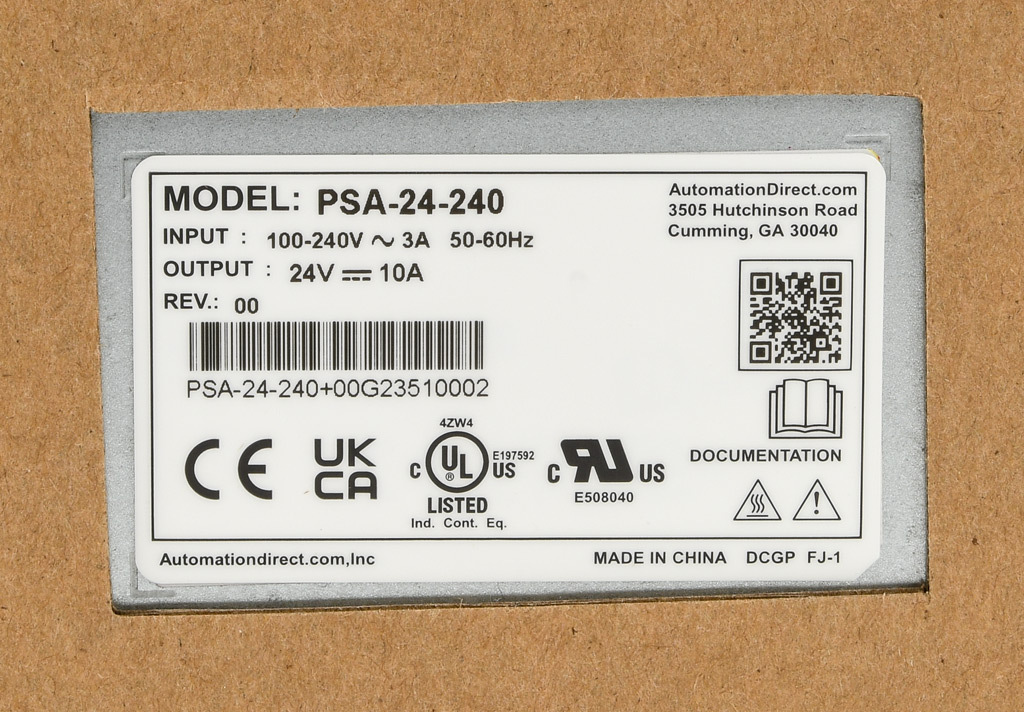 MODEL: PSA-24-240
INPUT : 100-240V ~ 3A 50-60Hz
OUTPUT : 24V ⎓ 10A
REV.: 00
PSA-24-240+00G23510002
AutomationDirect.com
3505 Hutchinson Road
Cumming, GA 30040
DOCUMENTATION
CE
UK
CA
4ZW4
C UL ® US E197592
LISTED
Ind. Cont. Eq.
C RU US
E508040
Automationdirect.com,Inc
MADE IN CHINA DCGP FJ-1